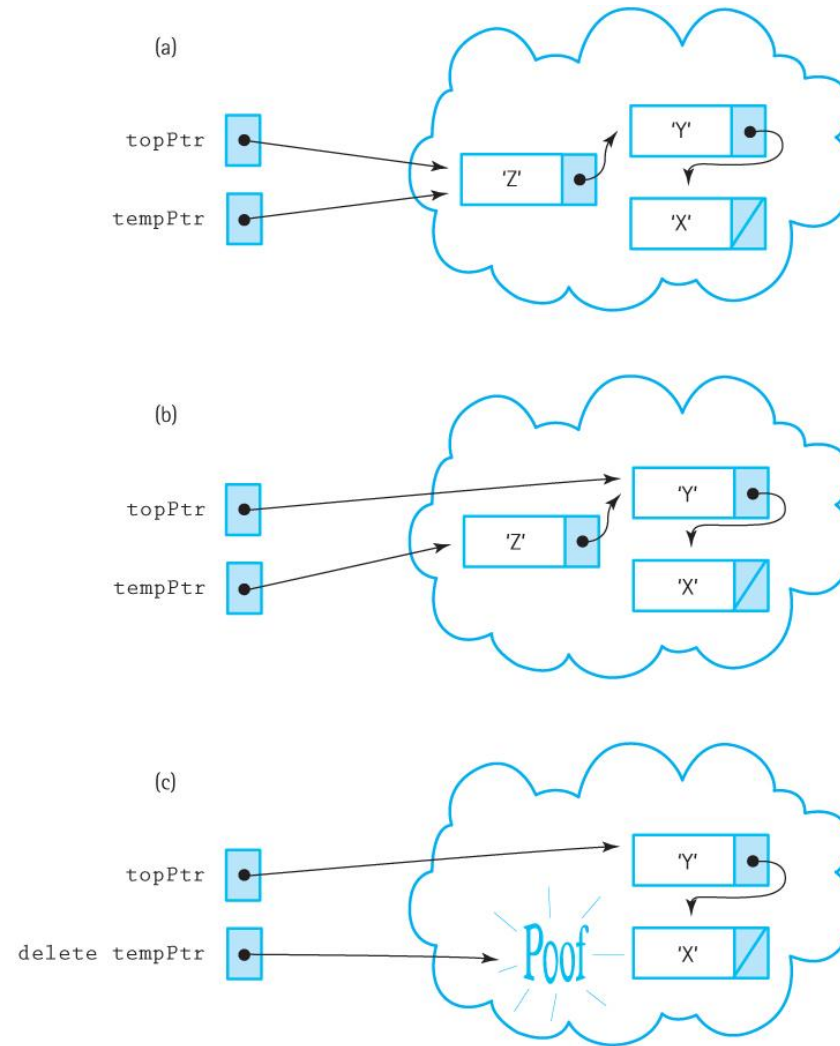 (a)
topPtr
'Y'
'Z'
tempPtr
'X'
(b)
topPtr
'Y'
'Z'
tempPtr
'X'
(c)
topPtr
'Y'
delete tempPtr
Poof
'X'